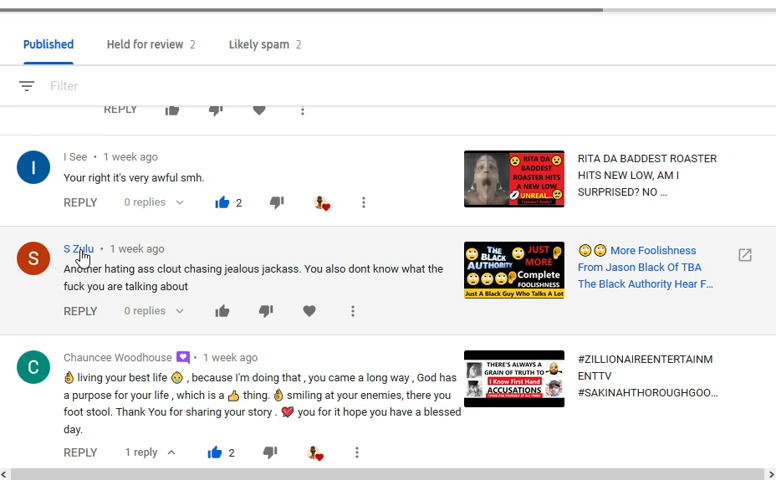 Published
Held for review 2
Likely spam 2
Filter
REPLY
I See • 1 week ago
Your right it's very awful smh.
REPLY 0 replies 2
RITA DA
BADDEST
ROASTER
HITS
A NEW LOW
UNREAL..
RITA DA BADDEST ROASTER
HITS NEW LOW, AM I
SURPRISED? NO ...
S Zulu • 1 week ago
Another hating ass clout chasing jealous jackass. You also dont know what the
fuck you are talking about
REPLY 0 replies
THE
BLACK
AUTHORITY
JUST
MORE
Complete
FOOLISHNESS
Just A Black Guy Who Talks A Lot
🙄🙄 More Foolishness
From Jason Black Of TBA
The Black Authority Hear F...
Chauncee Woodhouse • 1 week ago
living your best life , because I'm doing that , you came a long way , God has
a purpose for your life , which is a 👍 thing. smiling at your enemies, there you
foot stool. Thank You for sharing your story . you for it hope you have a blessed
day.
REPLY 1 reply 2
THERE'S ALWAYS A
GRAIN OF TRUTH TO
I Know First Hand
ACCUSATIONS
#ZILLIONAIREENTERTAINM
ENTTV
#SAKINAHTHOROUGHGOO...